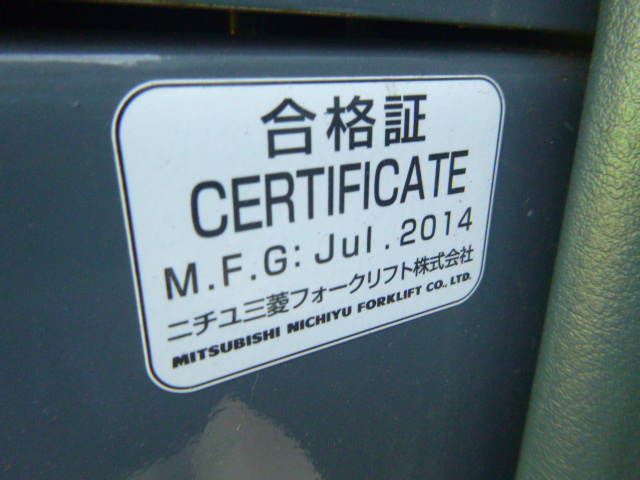 合格証
CERTIFICATE
M.F.G: Jul. 2014
ニチユ三菱フォークリフト株式会社
MITSUBISHI NICHIYU FORKLIFT CO., LTD.